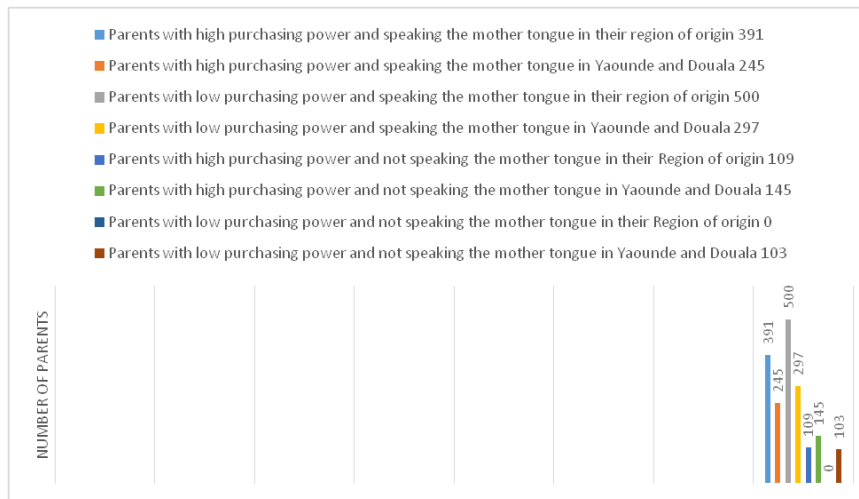 Parents with high purchasing power and speaking the mother tongue in their region of origin 391
Parents with high purchasing power and speaking the mother tongue in Yaounde and Douala 245
Parents with low purchasing power and speaking the mother tongue in their region of origin 500
Parents with low purchasing power and speaking the mother tongue in Yaounde and Douala 297
Parents with high purchasing power and not speaking the mother tongue in their Region of origin 109
Parents with high purchasing power and not speaking the mother tongue in Yaounde and Douala 145
Parents with low purchasing power and not speaking the mother tongue in their Region of origin 0
Parents with low purchasing power and not speaking the mother tongue in Yaounde and Douala 103
NUMBER OF PARENTS
391
245
500
297
109
145
0
103